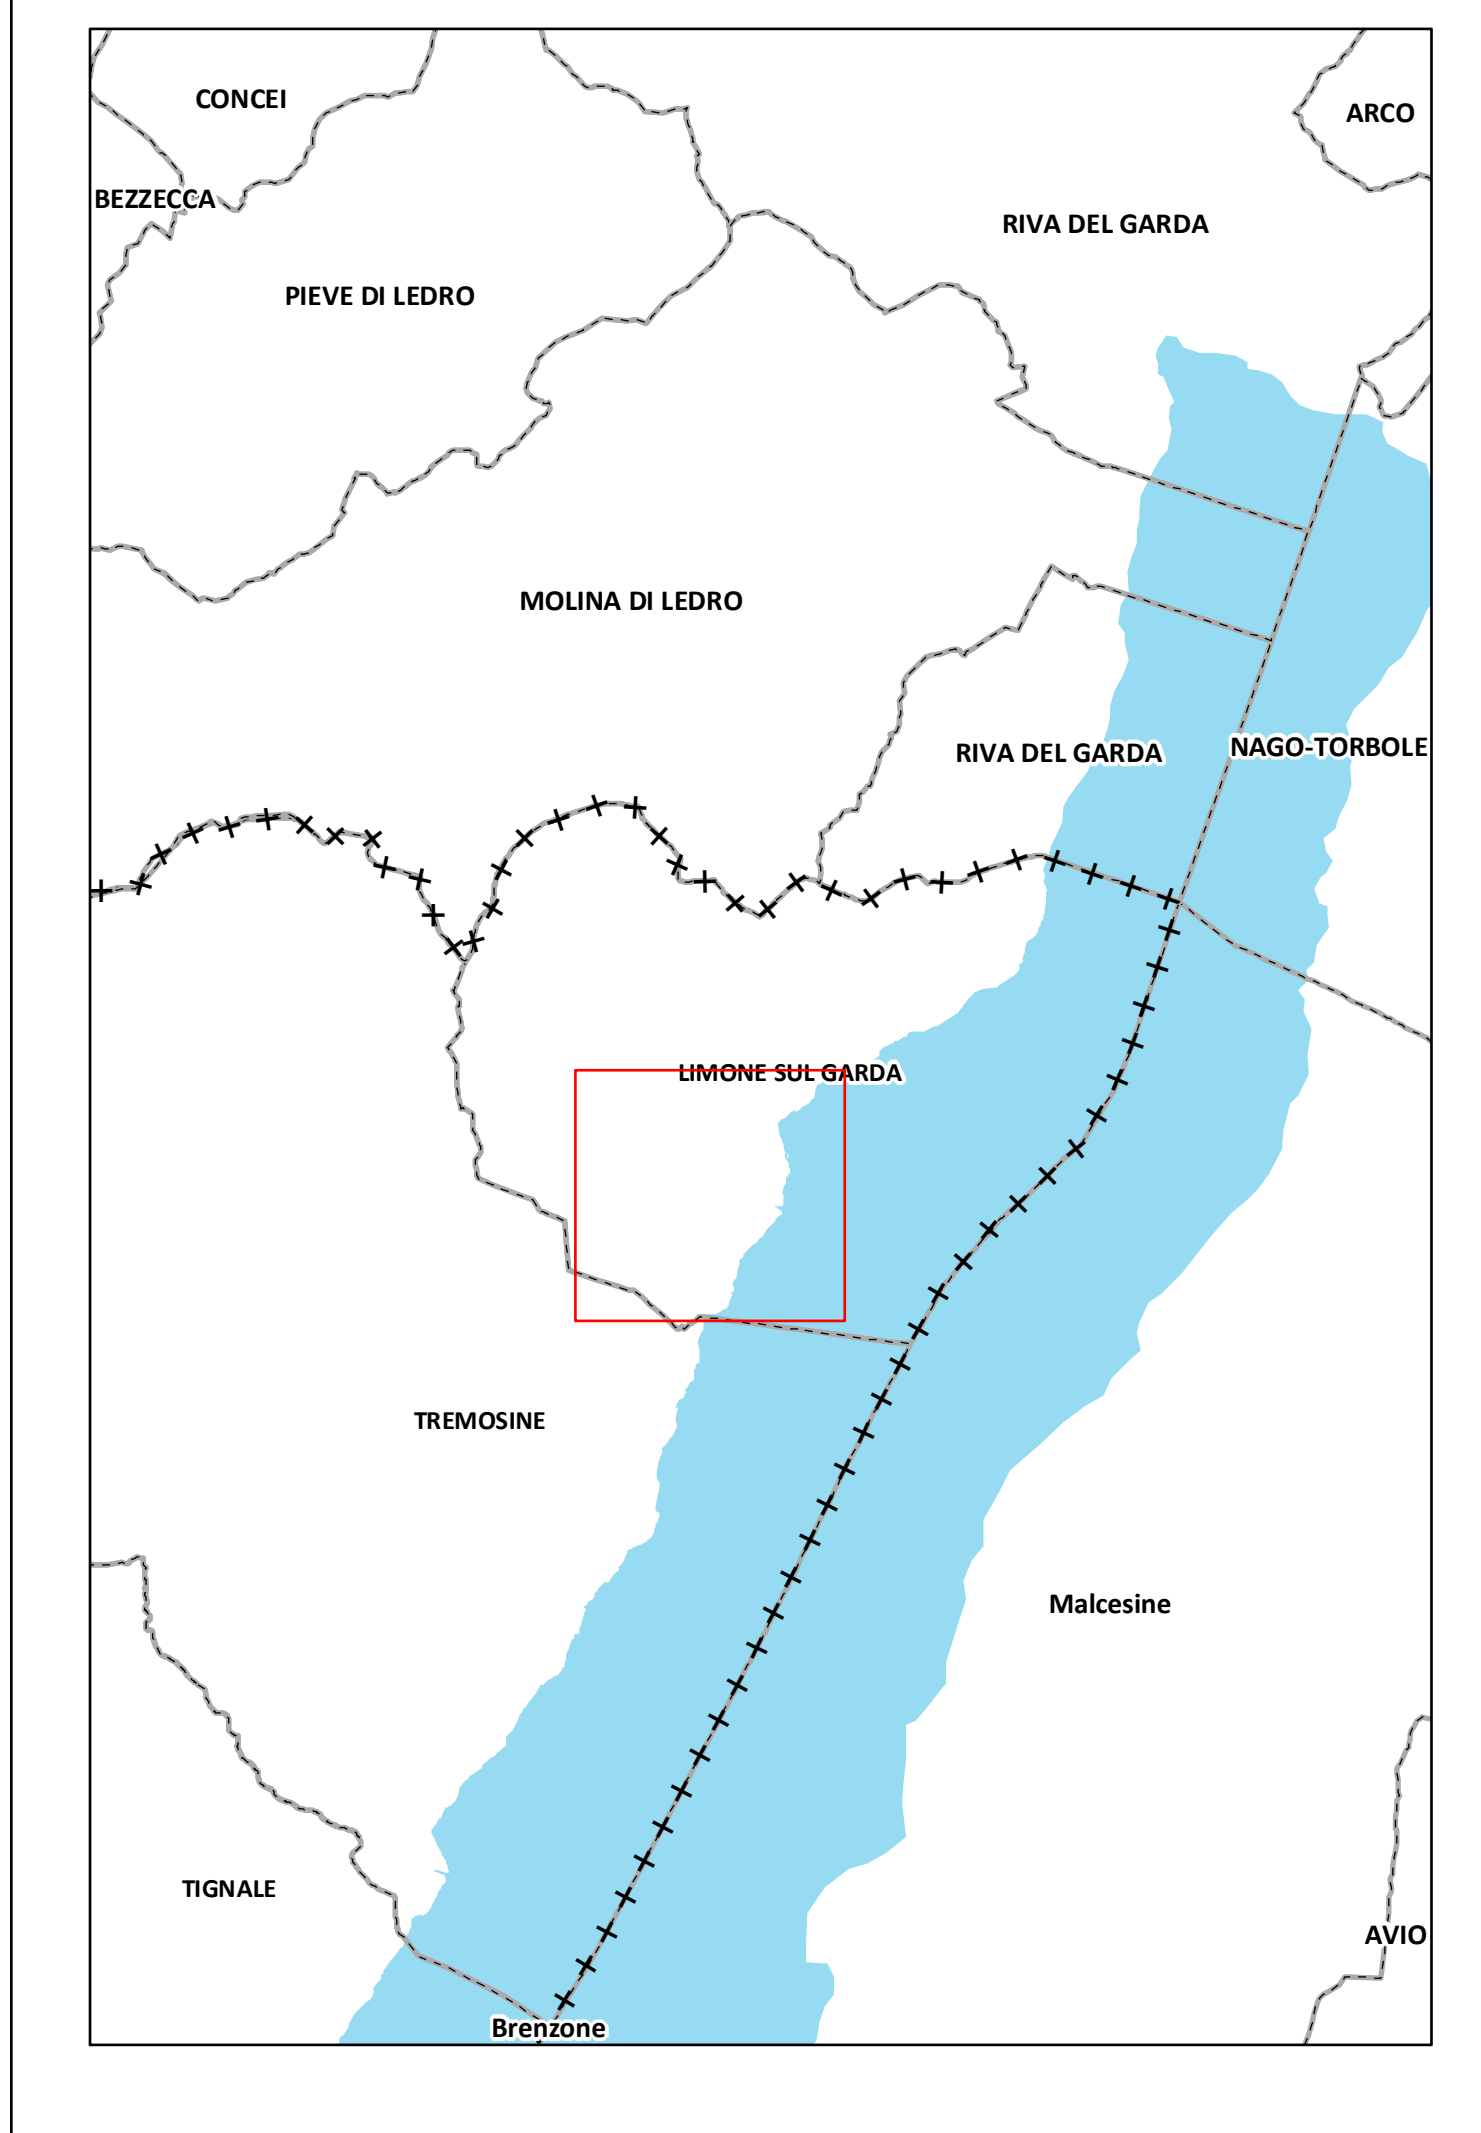 CONCEI
ARCO
BEZZECCA
RIVA DEL GARDA
PIEVE DI LEDRO
MOLINA DI LEDRO
RIVA DEL GARDA
NAGO-TORBOLE
LIMONE SUL GARDA
TREMOSINE
Malcesine
TIGNALE
AVIO
Brenzone